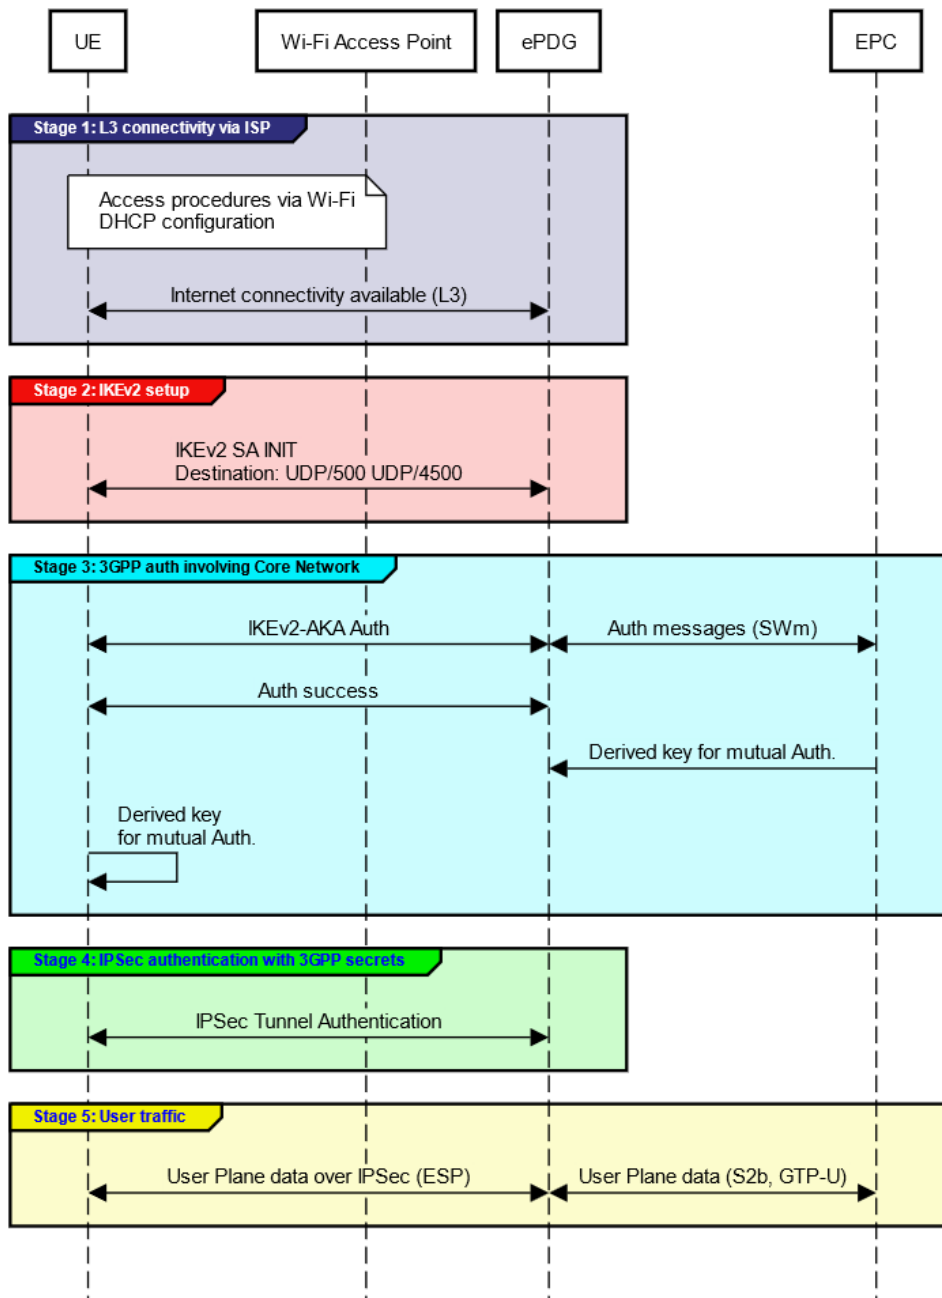 UE
Wi-Fi Access Point
ePDG
EPC
Stage 1: L3 connectivity via ISP
Access procedures via Wi-Fi
DHCP configuration
Internet connectivity available (L3)
Stage 2: IKEv2 setup
IKEv2 SA INIT
Destination: UDP/500 UDP/4500
Stage 3: 3GPP auth involving Core Network
IKEv2-AKA Auth
Auth messages (SWm)
Auth success
Derived key for mutual Auth.
Derived key
for mutual Auth.
Stage 4: IPSec authentication with 3GPP secrets
IPSec Tunnel Authentication
Stage 5: User traffic
User Plane data over IPSec (ESP)
User Plane data (S2b, GTP-U)